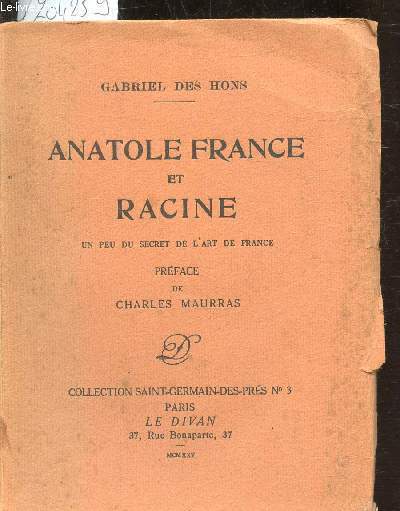 GABRIEL DES HONS
ANATOLE FRANCE
ET
RACINE
UN PEU DU SECRET DE L'ART DE FRANCE
PRÉFACE
DE
CHARLES MAURRAS
D
COLLECTION SAINT-GERMAIN-DES-PRÉS Nº 3
PARIS
LE DIVAN
37, Rue Bonaparte, 37
MCMXXV